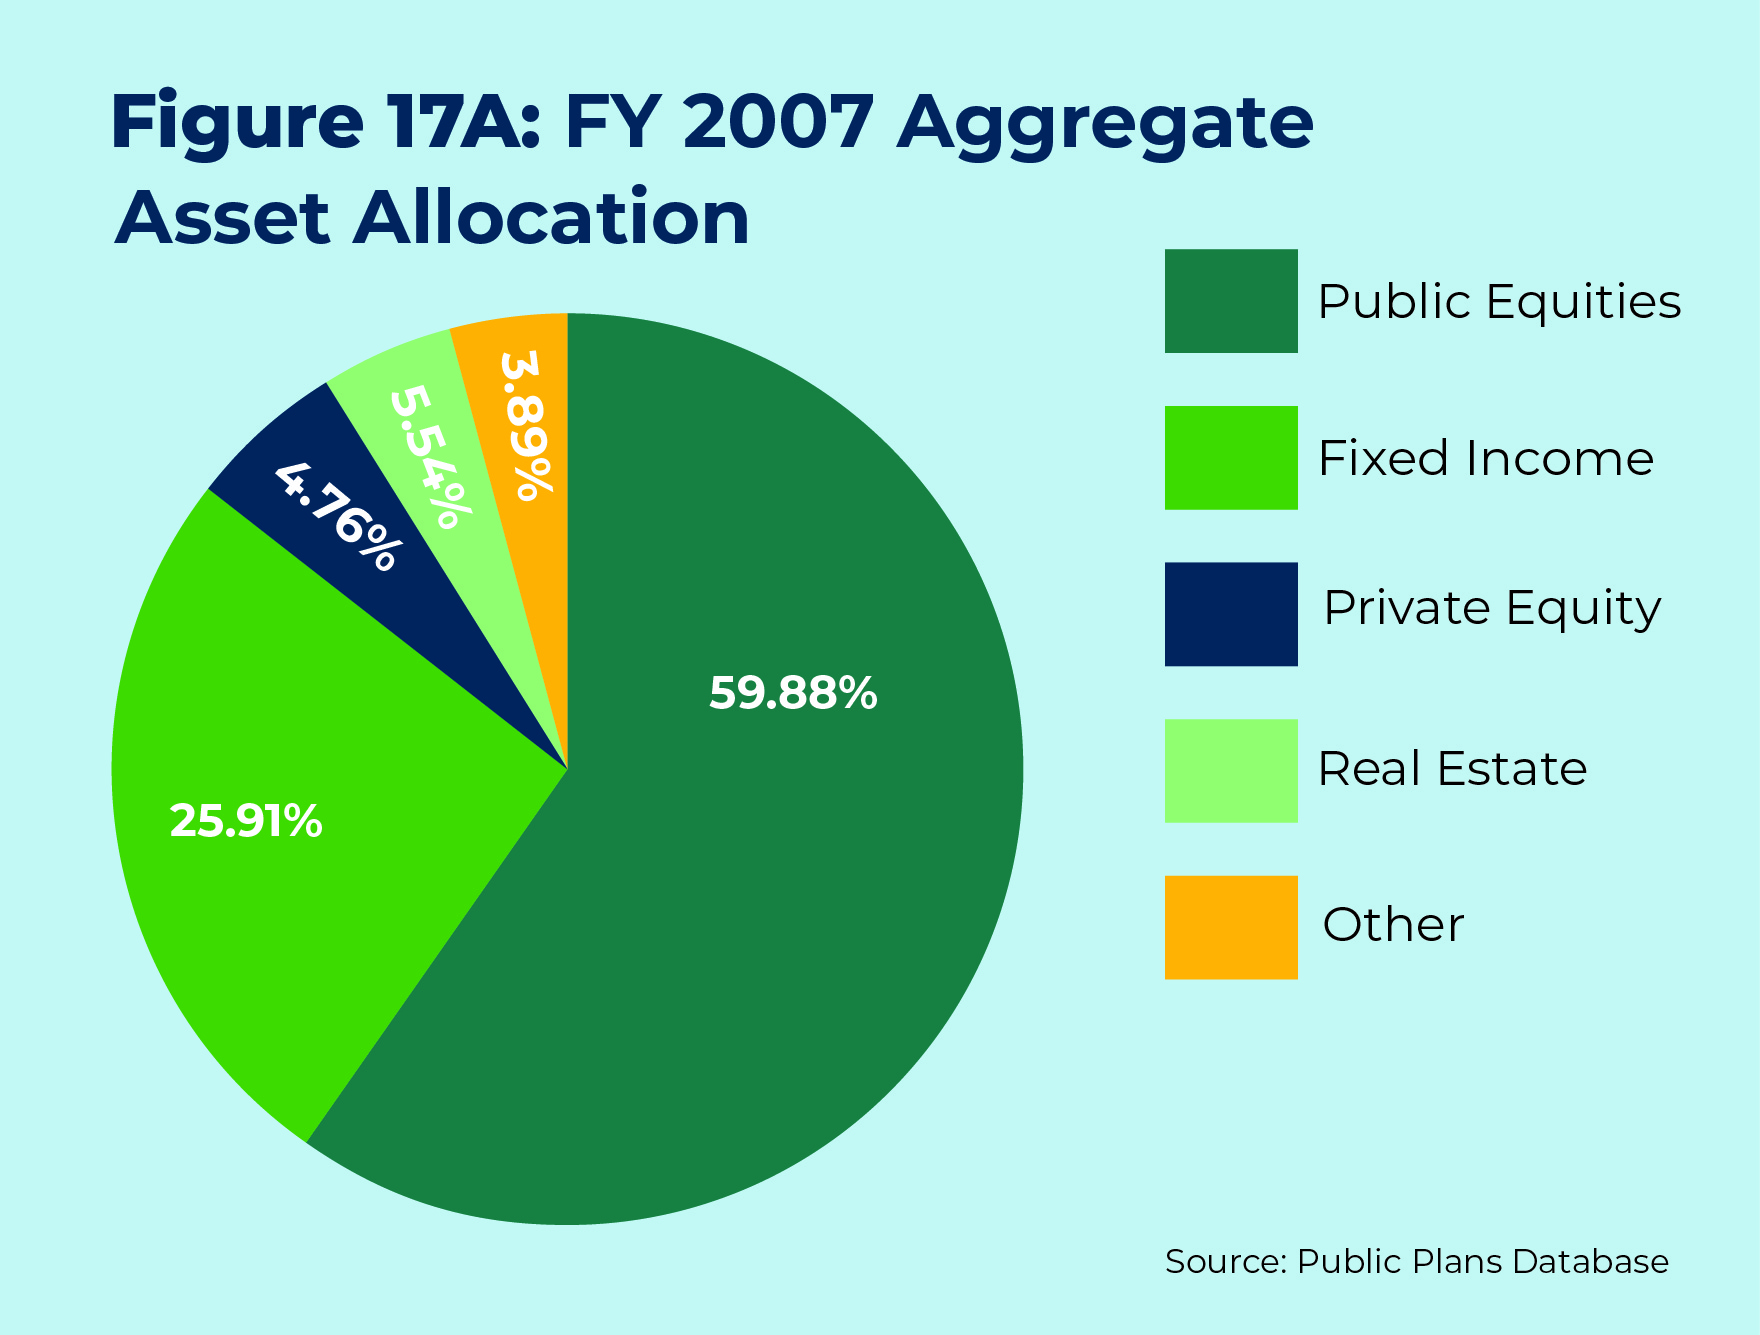 Figure 17A: FY 2007 Aggregate
Asset Allocation
Public Equities
Fixed Income
Private Equity
Real Estate
Other
3.89%
5.54%
4.76%
59.88%
25.91%
Source: Public Plans Database